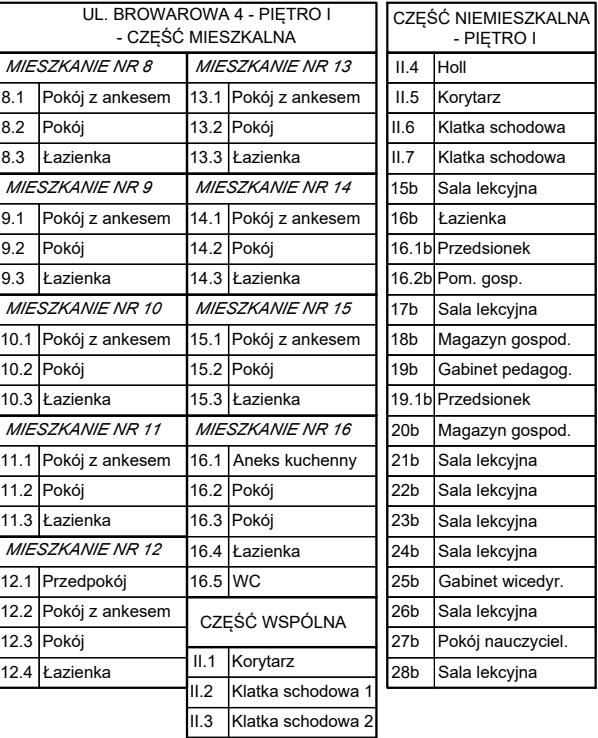 UL. BROWAROWA 4 - PIĘTRO I
- CZĘŚĆ MIESZKALNA
MIESZKANIE NR 8
8.1 Pokój z ankesem
8.2 Pokój
8.3 Łazienka
MIESZKANIE NR 9
9.1 Pokój z ankesem
9.2 Pokój
9.3 Łazienka
MIESZKANIE NR 10
10.1 Pokój z ankesem
10.2 Pokój
10.3 Łazienka
MIESZKANIE NR 11
11.1 Pokój z ankesem
11.2 Pokój
11.3 Łazienka
MIESZKANIE NR 12
12.1 Przedpokój
12.2 Pokój z ankesem
12.3 Pokój
12.4 Łazienka
MIESZKANIE NR 13
13.1 Pokój z ankesem
13.2 Pokój
13.3 Łazienka
MIESZKANIE NR 14
14.1 Pokój z ankesem
14.2 Pokój
14.3 Łazienka
MIESZKANIE NR 15
15.1 Pokój z ankesem
15.2 Pokój
15.3 Łazienka
MIESZKANIE NR 16
16.1 Aneks kuchenny
16.2 Pokój
16.3 Pokój
16.4 Łazienka
16.5 WC
CZĘŚĆ WSPÓLNA
II.1 Korytarz
II.2 Klatka schodowa 1
II.3 Klatka schodowa 2
CZĘŚĆ NIEMIESZKALNA
- PIĘTRO I
II.4 Holl
II.5 Korytarz
II.6 Klatka schodowa
II.7 Klatka schodowa
15b Sala lekcyjna
16b Łazienka
16.1b Przedsionek
16.2b Pom. gosp.
17b Sala lekcyjna
18b Magazyn gospod.
19b Gabinet pedagog.
19.1b Przedsionek
20b Magazyn gospod.
21b Sala lekcyjna
22b Sala lekcyjna
23b Sala lekcyjna
24b Sala lekcyjna
25b Gabinet wicedyr.
26b Sala lekcyjna
27b Pokój nauczyciel.
28b Sala lekcyjna